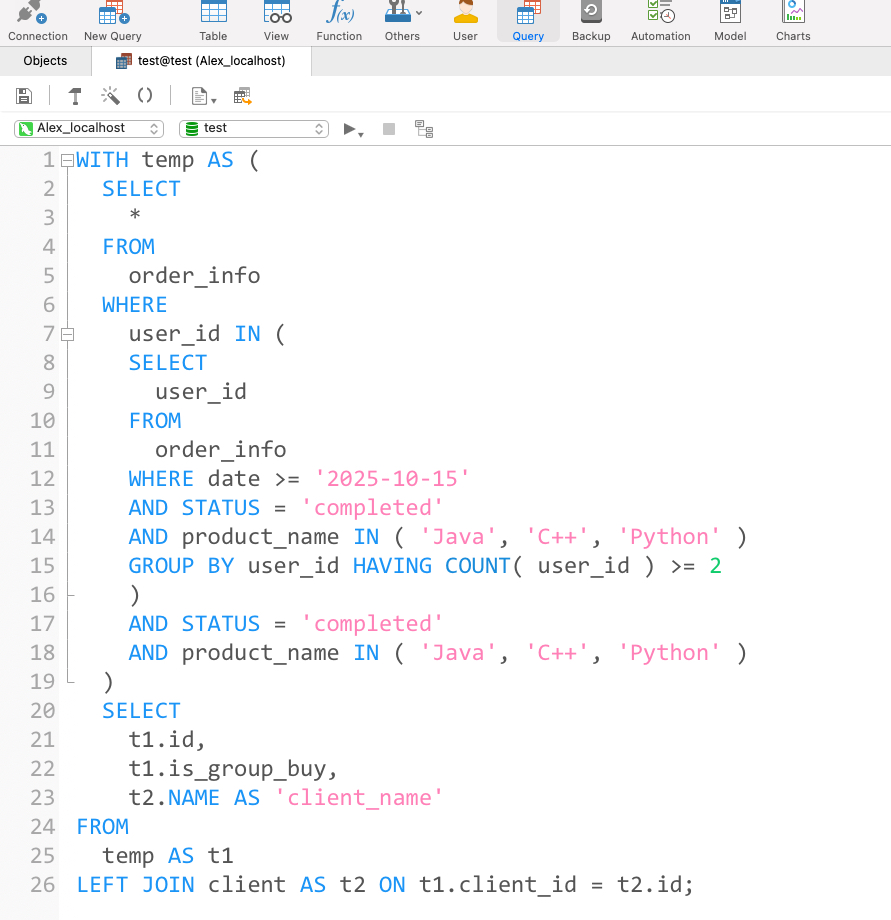 Connection New Query Table View Function Others User Query Backup Automation Model Charts
Objects test@test (Alex_localhost)
Alex_localhost test
1 WITH temp AS (
2 SELECT
3 *
4 FROM
5 order_info
6 WHERE
7 user_id IN (
8 SELECT
9 user_id
10 FROM
11 order_info
12 WHERE date >= '2025-10-15'
13 AND STATUS = 'completed'
14 AND product_name IN ( 'Java', 'C++', 'Python' )
15 GROUP BY user_id HAVING COUNT( user_id ) >= 2
16 )
17 AND STATUS = 'completed'
18 AND product_name IN ( 'Java', 'C++', 'Python' )
19 )
20 SELECT
21 t1.id,
22 t1.is_group_buy,
23 t2.NAME AS 'client_name'
24 FROM
25 temp AS t1
26 LEFT JOIN client AS t2 ON t1.client_id = t2.id;